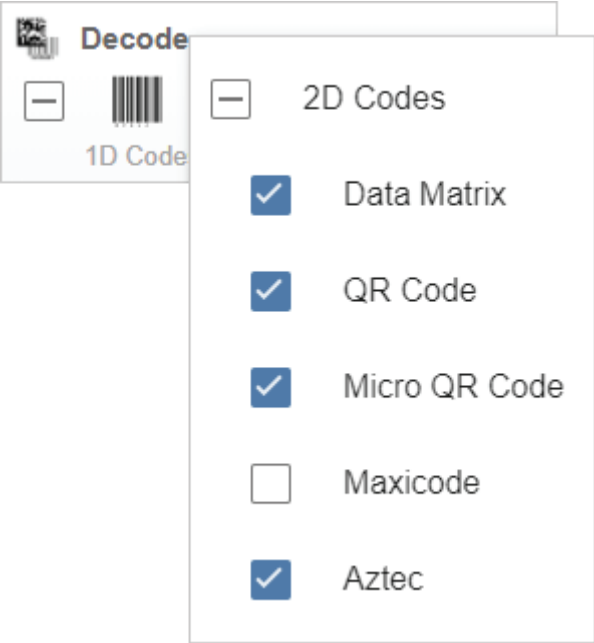 Decode
1D Code
2D Codes
Data Matrix
QR Code
Micro QR Code
Maxicode
Aztec